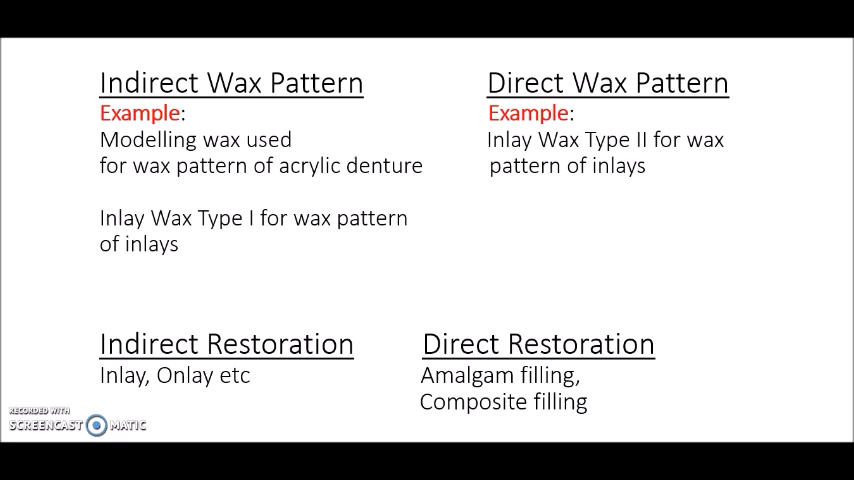 Indirect Wax Pattern
Example:
Modelling wax used
for wax pattern of acrylic denture
Inlay Wax Type I for wax pattern
of inlays
Direct Wax Pattern
Example:
Inlay Wax Type II for wax
pattern of inlays
Indirect Restoration
Inlay, Onlay etc
Direct Restoration
Amalgam filling,
Composite filling
RECORDED WITH
SCREENCAST MATIC